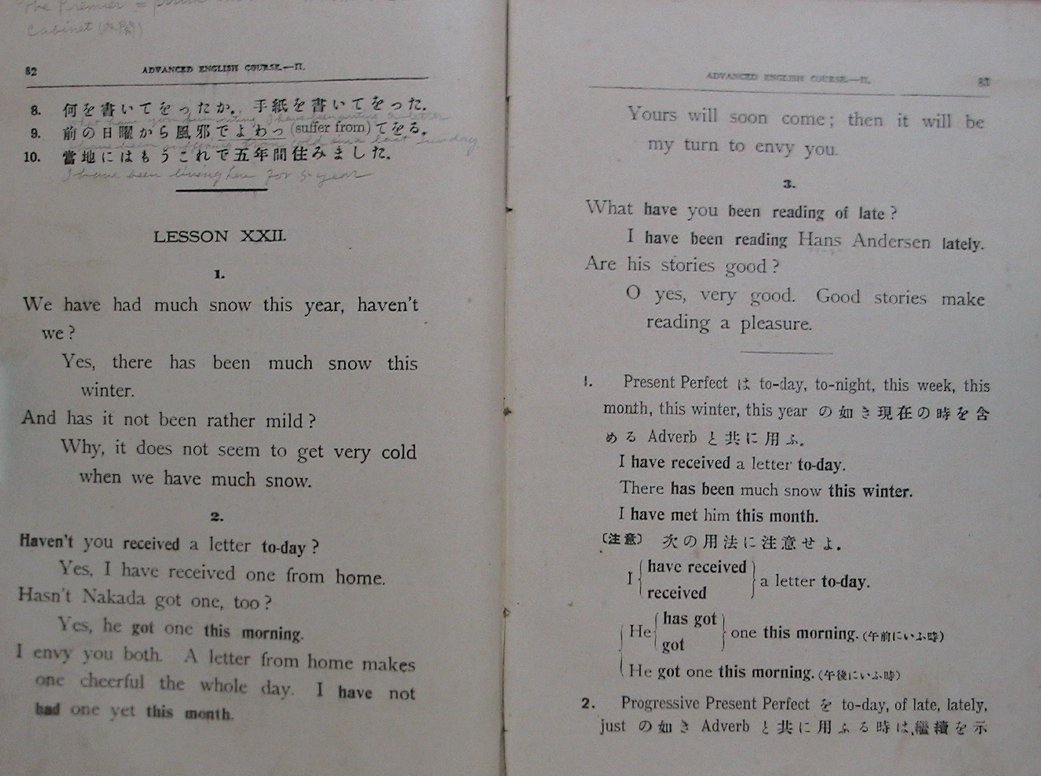 the Premier =
Cabinet (内閣)
82
ADVANCED ENGLISH COURSE.—II.
8. 何を書いてをったか。手紙を書いてをった。
9. 前の日曜から風邪でよわっ (suffer from) てをる。
10. 當地にはもうこれで五年間住みました。
I have been living here for 5 year
LESSON XXII.
1.
We have had much snow this year, haven't
we?
Yes, there has been much snow this
winter.
And has it not been rather mild?
Why, it does not seem to get very cold
when we have much snow.
2.
Haven't you received a letter to-day?
Yes, I have received one from home.
Hasn't Nakada got one, too?
Yes, he got one this morning.
I envy you both. A letter from home makes
one cheerful the whole day. I have not
had one yet this month.
ADVANCED ENGLISH COURSE.—II.
83
Yours will soon come; then it will be
my turn to envy you.
3.
What have you been reading of late?
I have been reading Hans Andersen lately.
Are his stories good?
O yes, very good. Good stories make
reading a pleasure.
1. Present Perfect は to-day, to-night, this week, this
month, this winter, this year の如き現在の時を含
める Adverb と共に用ふ。
I have received a letter to-day.
There has been much snow this winter.
I have met him this month.
〔注意〕 次の用法に注意せよ。
I { have received / received } a letter to-day.
He { has got / got } one this morning. (午前にいふ時)
He got one this morning. (午後にいふ時)
2. Progressive Present Perfect を to-day, of late, lately,
just の如き Adverb と共に用ふる時は、繼續を示